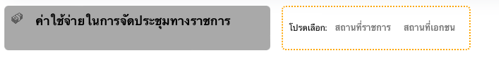 ค่าใช้จ่ายในการจัดประชุมทางราชการ
โปรดเลือก: สถานที่ราชการ สถานที่เอกชน